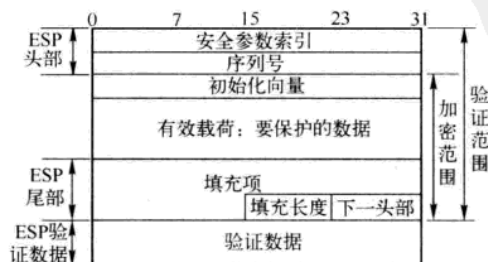 0 7 15 23 31
ESP
头部
安全参数索引
序列号
初始化向量
有效载荷：要保护的数据
ESP
尾部
填充项
填充长度 下一头部
ESP验
证数据
验证数据
加密范围
验证范围